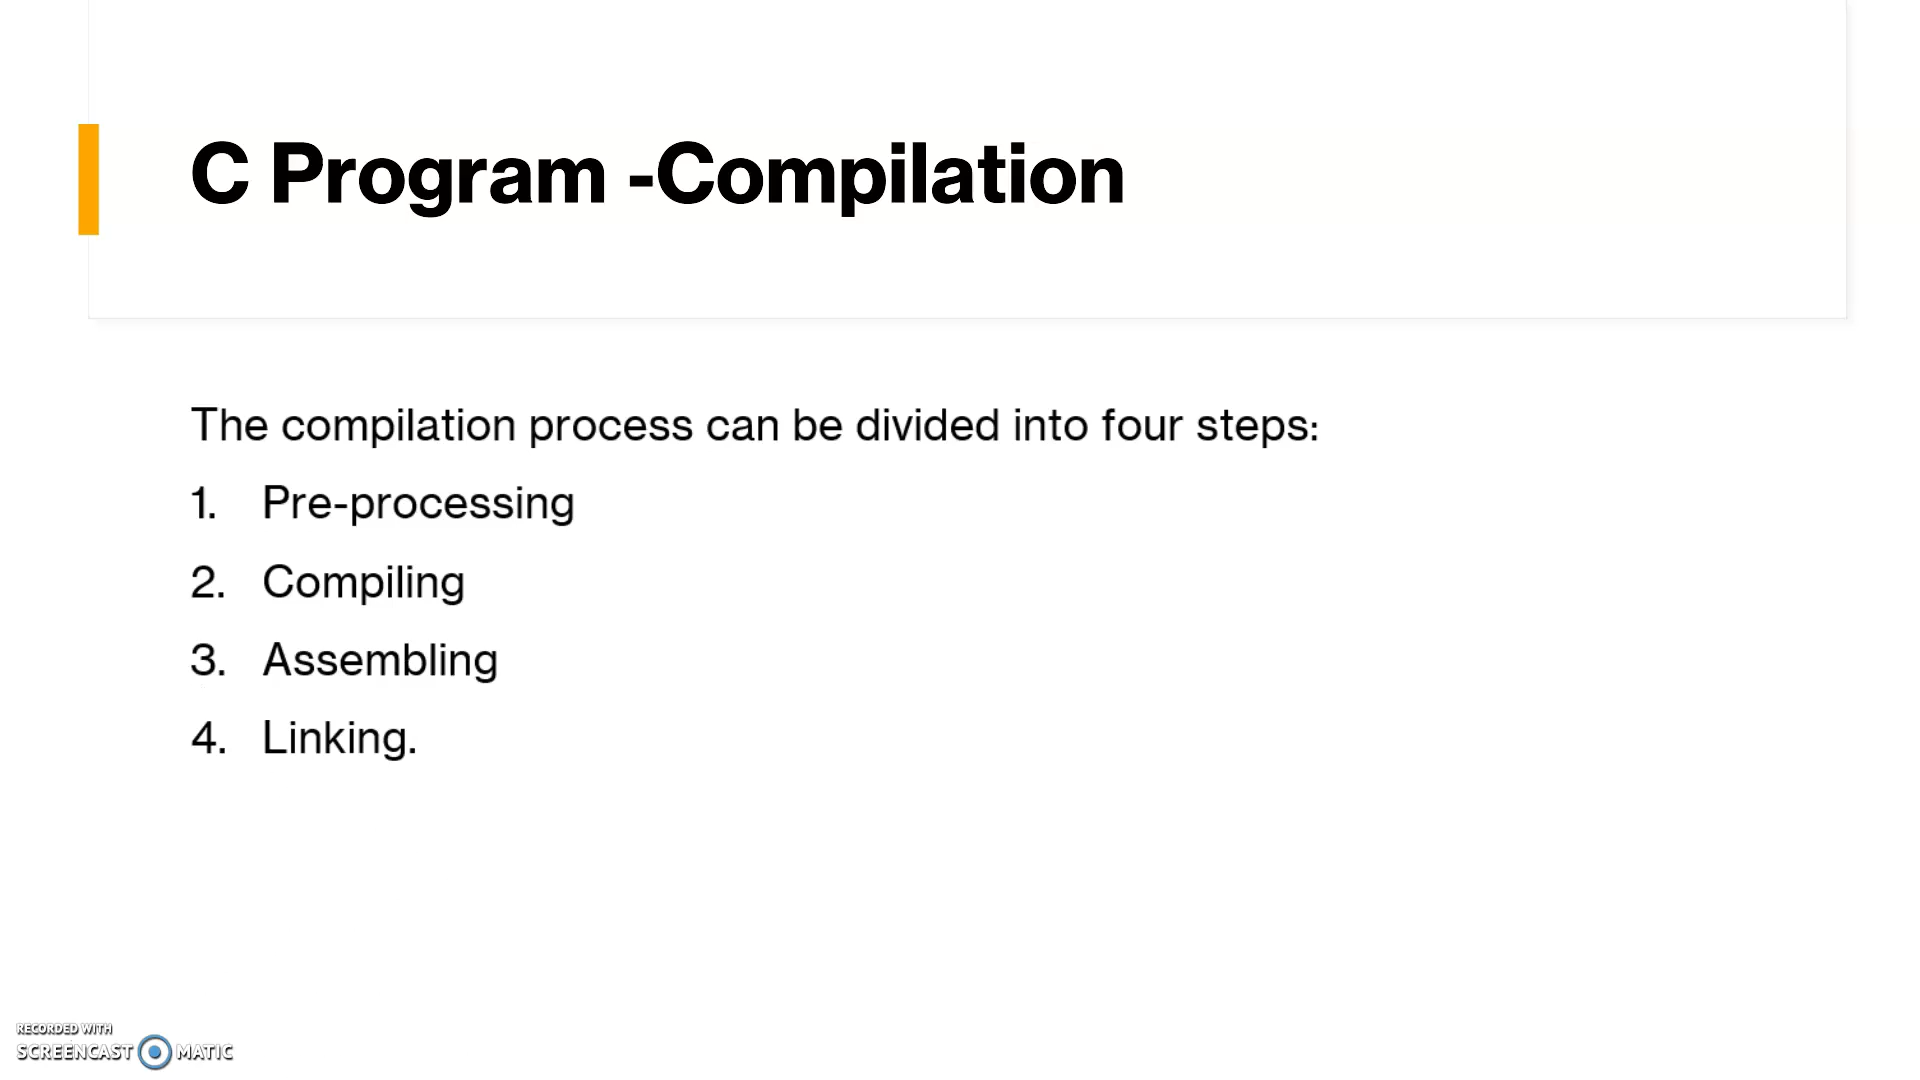 C Program -Compilation
The compilation process can be divided into four steps:
1. Pre-processing
2. Compiling
3. Assembling
4. Linking.
RECORDED WITH
SCREENCAST MATIC